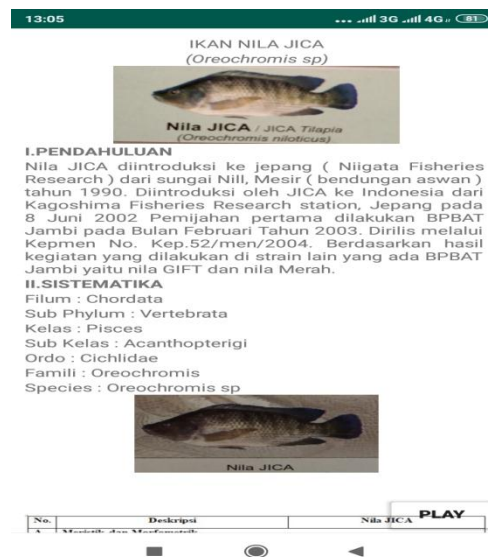 13:05
3G 4G 81
IKAN NILA JICA
(Oreochromis sp)
Nila JICA / JICA Tilapia
(Oreochromis niloticus)
I.PENDAHULUAN
Nila JICA diintroduksi ke jepang ( Niigata Fisheries
Research ) dari sungai Nill, Mesir ( bendungan aswan )
tahun 1990. Diintroduksi oleh JICA ke Indonesia dari
Kagoshima Fisheries Research station, Jepang pada
8 Juni 2002 Pemijahan pertama dilakukan BPBAT
Jambi pada Bulan Februari Tahun 2003. Dirilis melalui
Kepmen No. Kep.52/men/2004. Berdasarkan hasil
kegiatan yang dilakukan di strain lain yang ada BPBAT
Jambi yaitu nila GIFT dan nila Merah.
II.SISTEMATIKA
Filum : Chordata
Sub Phylum : Vertebrata
Kelas : Pisces
Sub Kelas : Acanthopterigi
Ordo : Cichlidae
Famili : Oreochromis
Species : Oreochromis sp
Nila JICA
No. Deskripsi Nila JICA
PLAY
A Meristik dan Morfometrik